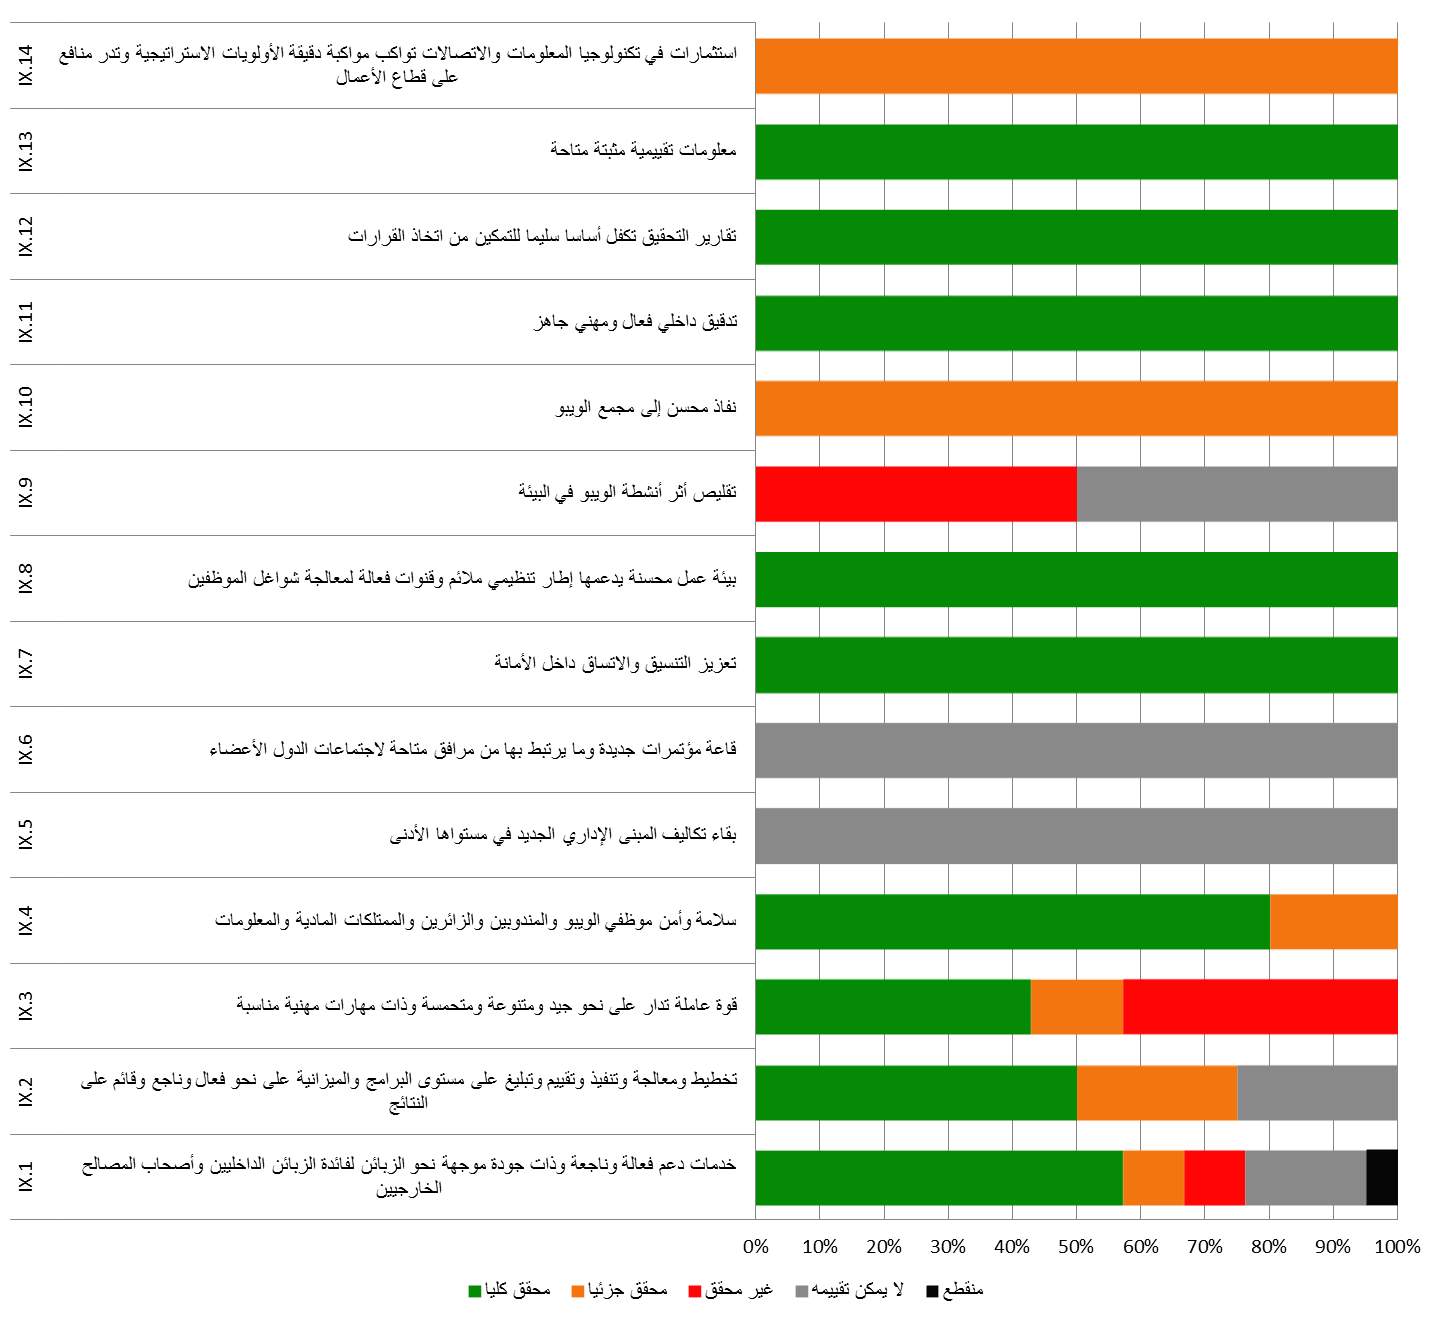 IX.14
استثمارات في تكنولوجيا المعلومات والاتصالات تواكب مواكبة دقيقة الأولويات الاستراتيجية وتدر منافع
على قطاع الأعمال
IX.13
معلومات تقييمية مثبتة متاحة
IX.12
تقارير التحقيق تكفل أساسا سليما للتمكين من اتخاذ القرارات
IX.11
تدقيق داخلي فعال ومهني جاهز
IX.10
نفاذ محسن إلى مجمع الويبو
IX.9
تقليص أثر أنشطة الويبو في البيئة
IX.8
بيئة عمل محسنة يدعمها إطار تنظيمي ملائم وقنوات فعالة لمعالجة شواغل الموظفين
IX.7
تعزيز التنسيق والاتساق داخل الأمانة
IX.6
قاعة مؤتمرات جديدة وما يرتبط بها من مرافق متاحة لاجتماعات الدول الأعضاء
IX.5
بقاء تكاليف المبنى الإداري الجديد في مستواها الأدنى
IX.4
سلامة وأمن موظفي الويبو والمندوبين والزائرين والممتلكات المادية والمعلومات
IX.3
قوة عاملة تدار على نحو جيد ومتنوعة ومتحمسة وذات مهارات مهنية مناسبة
IX.2
تخطيط ومعالجة وتنفيذ وتقييم وتبليغ على مستوى البرامج والميزانية على نحو فعال وناجع وقائم على
النتائج
IX.1
خدمات دعم فعالة وناجعة وذات جودة موجهة نحو الزبائن لفائدة الزبائن الداخليين وأصحاب المصالح
الخارجيين
0% 10% 20% 30% 40% 50% 60% 70% 80% 90% 100%
محقق كليا محقق جزئيا غير محقق لا يمكن تقييمه منقطع